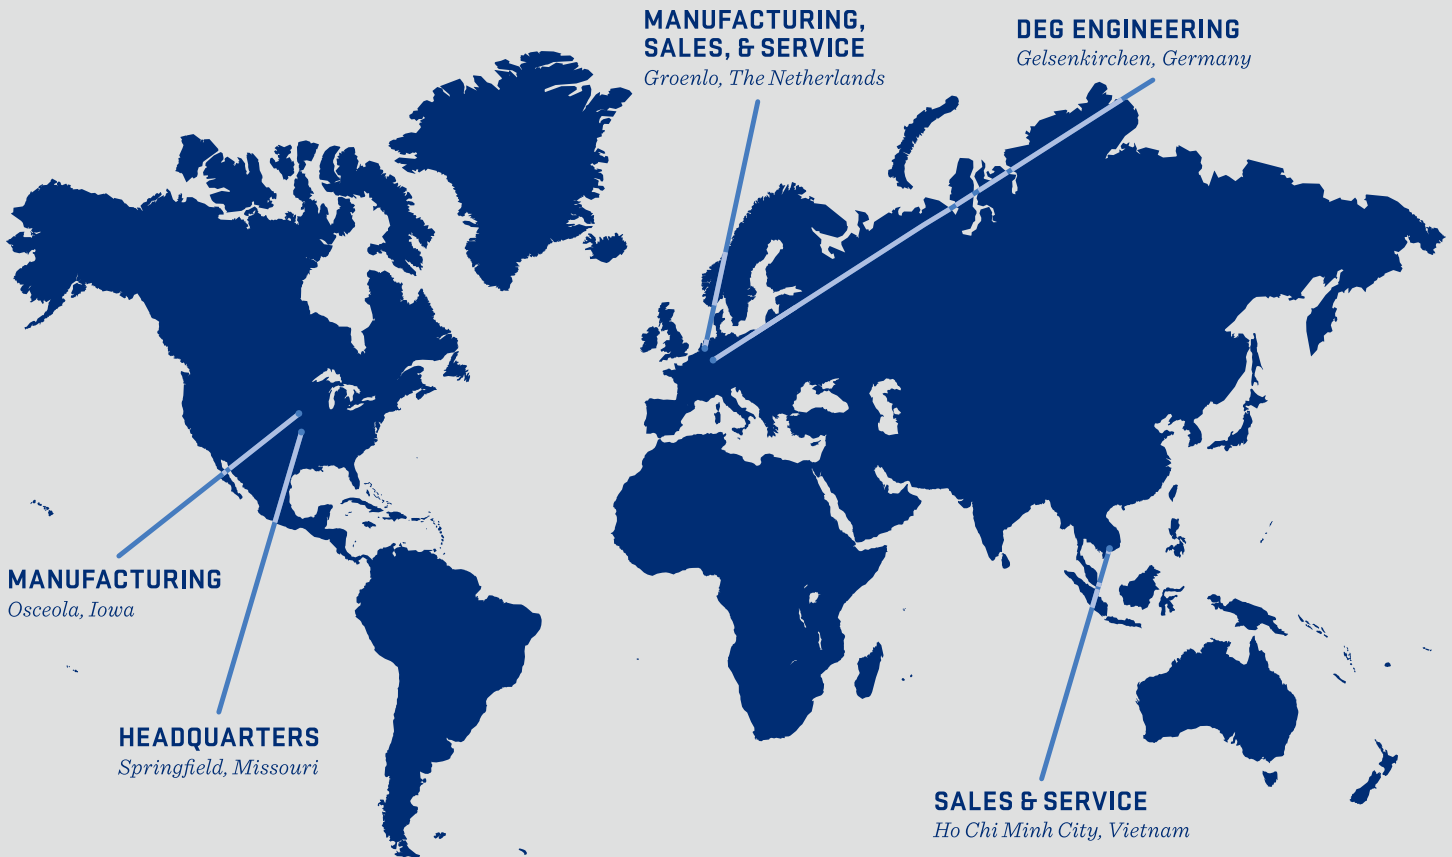 MANUFACTURING,
SALES, & SERVICE
Groenlo, The Netherlands
DEG ENGINEERING
Gelsenkirchen, Germany
MANUFACTURING
Osceola, Iowa
HEADQUARTERS
Springfield, Missouri
SALES & SERVICE
Ho Chi Minh City, Vietnam